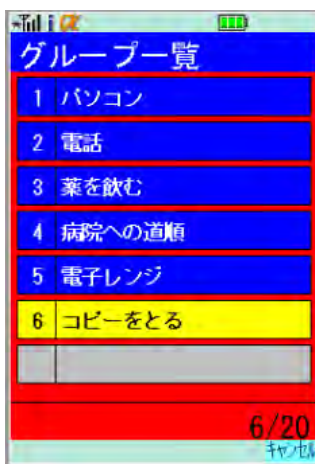 グループ一覧
1 パソコン
2 電話
3 薬を飲む
4 病院への道順
5 電子レンジ
6 コピーをとる
6/20
キャンセル